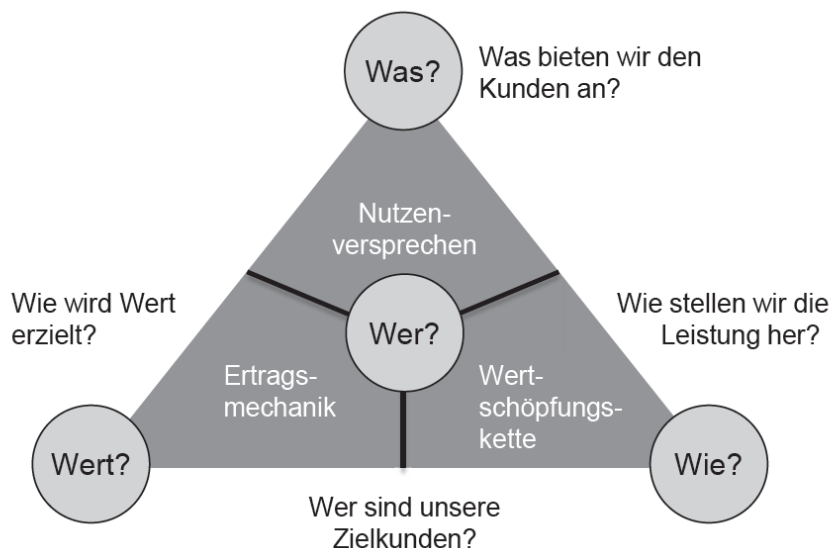 Was?
Was bieten wir den
Kunden an?
Nutzen-
versprechen
Wie wird Wert
erzielt?
Wer?
Wie stellen wir die
Leistung her?
Ertrags-
mechanik
Wert-
schöpfungs-
kette
Wert?
Wie?
Wer sind unsere
Zielkunden?